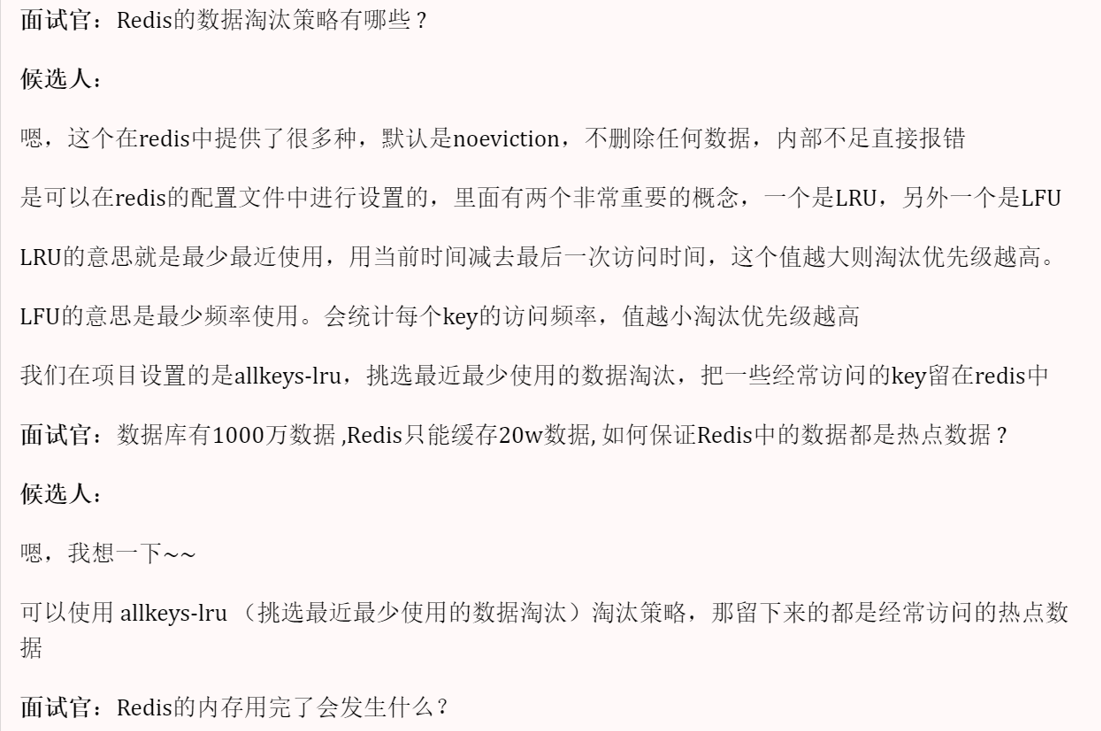 面试官：Redis的数据淘汰策略有哪些 ?
候选人：
嗯，这个在redis中提供了很多种，默认是noeviction，不删除任何数据，内部不足直接报错
是可以在redis的配置文件中进行设置的，里面有两个非常重要的概念，一个是LRU，另外一个是LFU
LRU的意思就是最少最近使用，用当前时间减去最后一次访问时间，这个值越大则淘汰优先级越高。
LFU的意思是最少频率使用。会统计每个key的访问频率，值越小淘汰优先级越高
我们在项目设置的是allkeys-lru，挑选最近最少使用的数据淘汰，把一些经常访问的key留在redis中
面试官：数据库有1000万数据 ,Redis只能缓存20w数据, 如何保证Redis中的数据都是热点数据 ?
候选人：
嗯，我想一下~~
可以使用 allkeys-lru （挑选最近最少使用的数据淘汰）淘汰策略，那留下来的都是经常访问的热点数
据
面试官：Redis的内存用完了会发生什么？